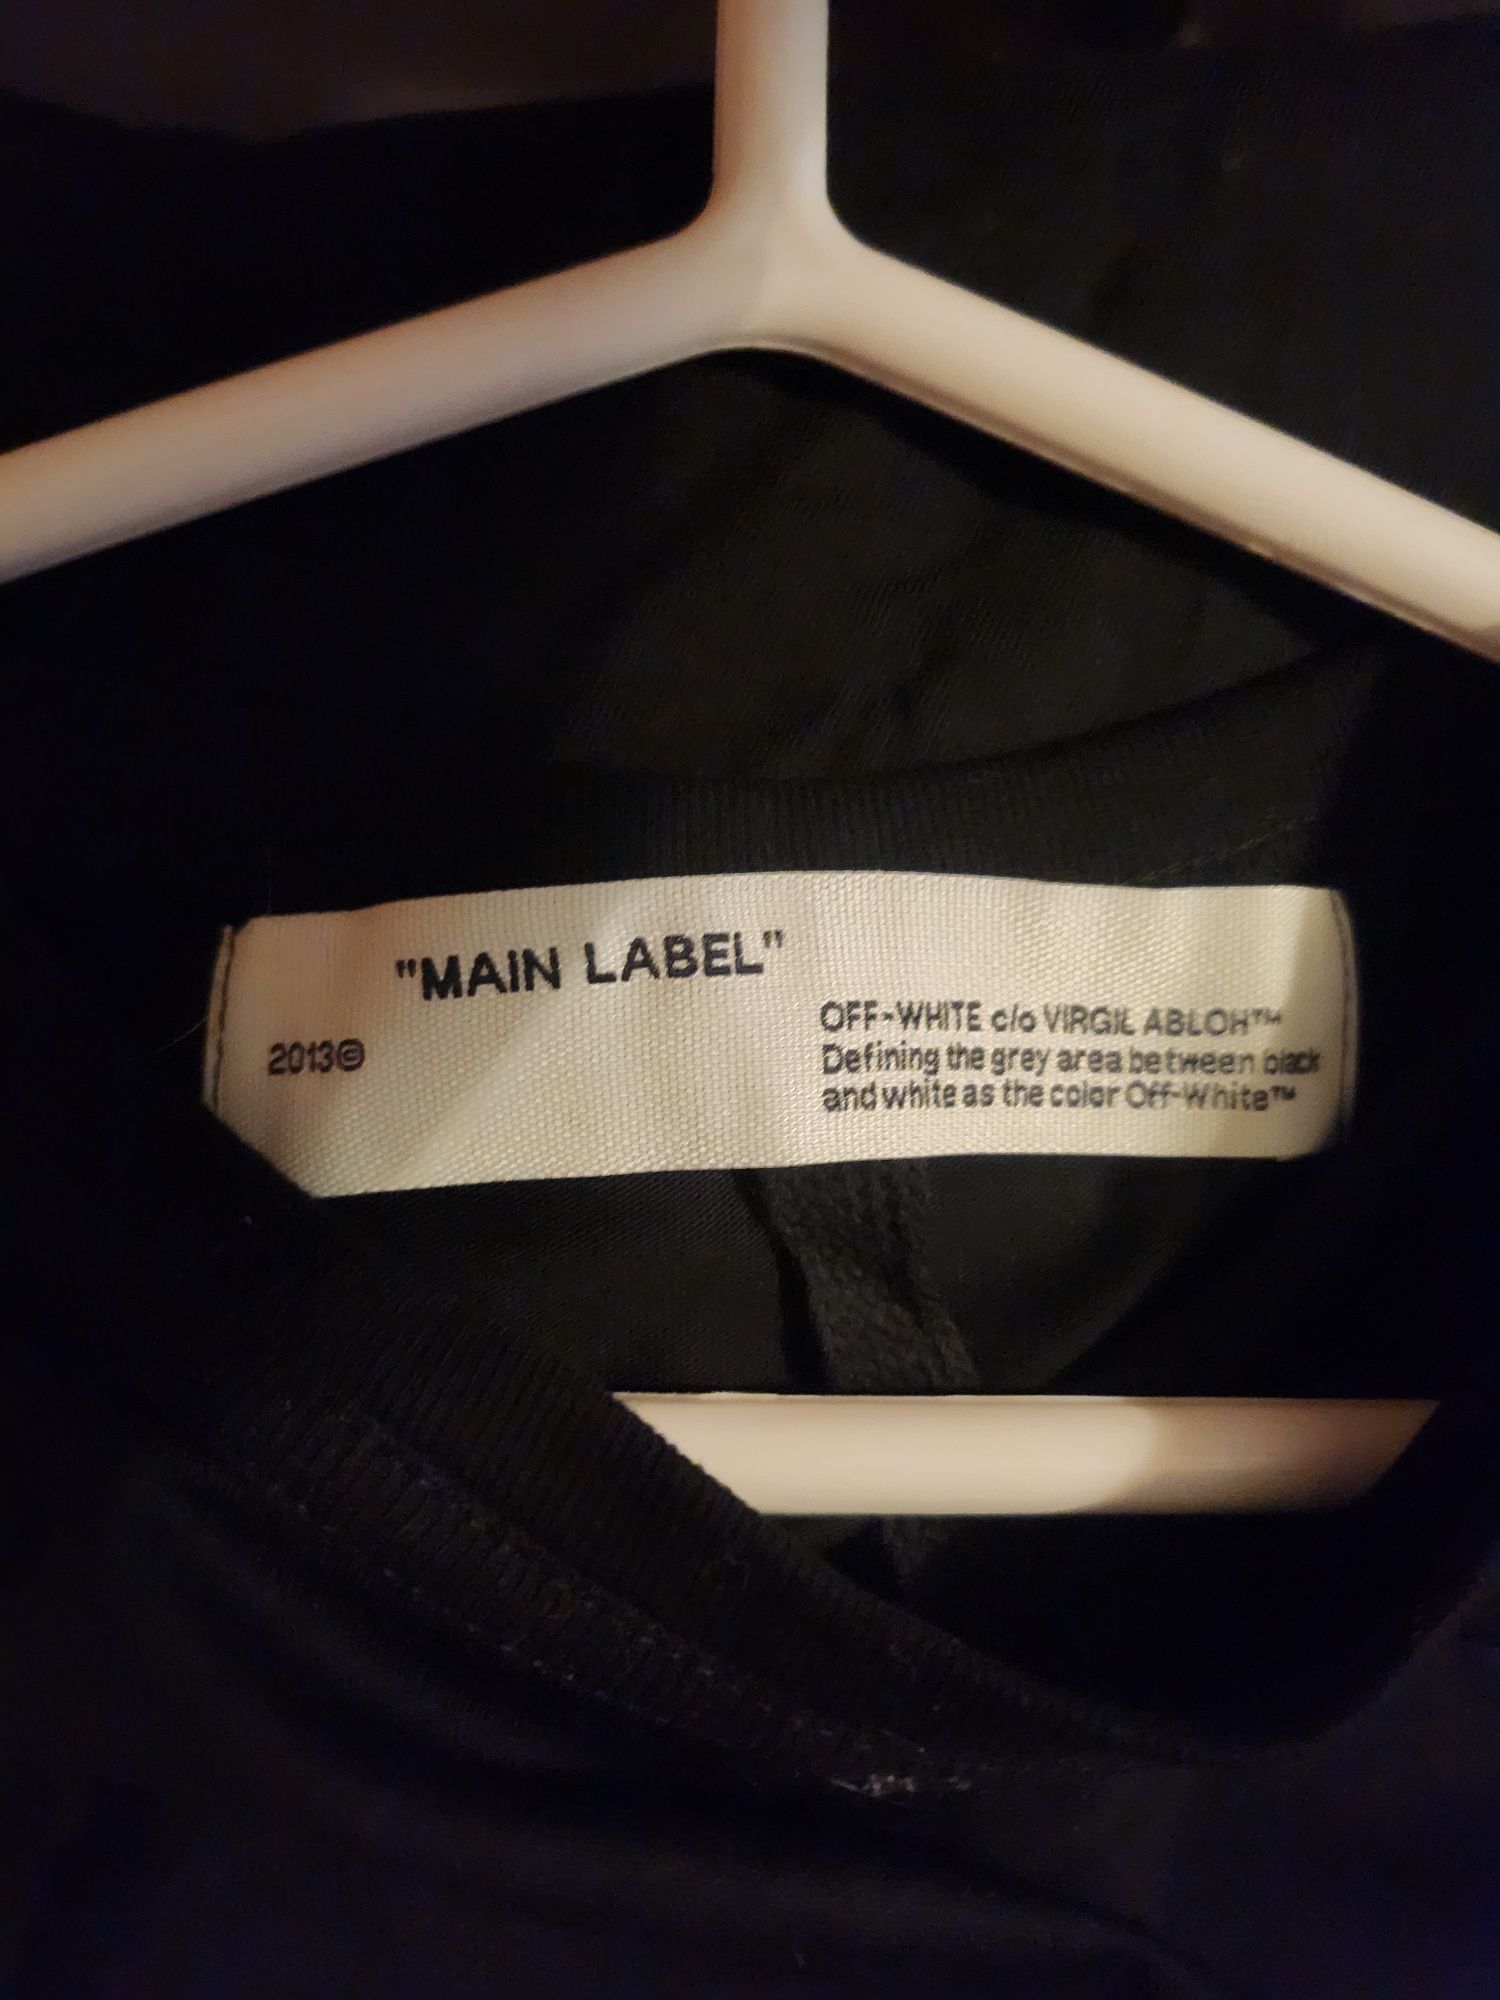 "MAIN LABEL"
2013©
OFF-WHITE c/o VIRGIL ABLOH™
Defining the grey area between black
and white as the color Off-White™